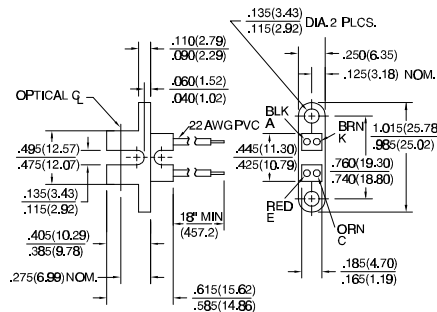 .135(3.43)
.115(2.92)
DIA. 2 PLCS.
.110(2.79)
.090(2.29)
.250(6.35)
.125(3.18) NOM.
.060(1.52)
.040(1.02)
OPTICAL CL
BLK
A
BRN
K
22 AWG PVC
1.015(25.78
.985(25.02)
.495(12.57)
.475(12.07)
.445(11.30)
.425(10.79)
.760(19.30)
.740(18.80)
.135(3.43)
.115(2.92)
18" MIN
(457.2)
RED
E
ORN
C
.405(10.29)
.385(9.78)
.275(6.99) NOM.
.615(15.62)
.585(14.86)
.185(4.70)
.165(1.19)